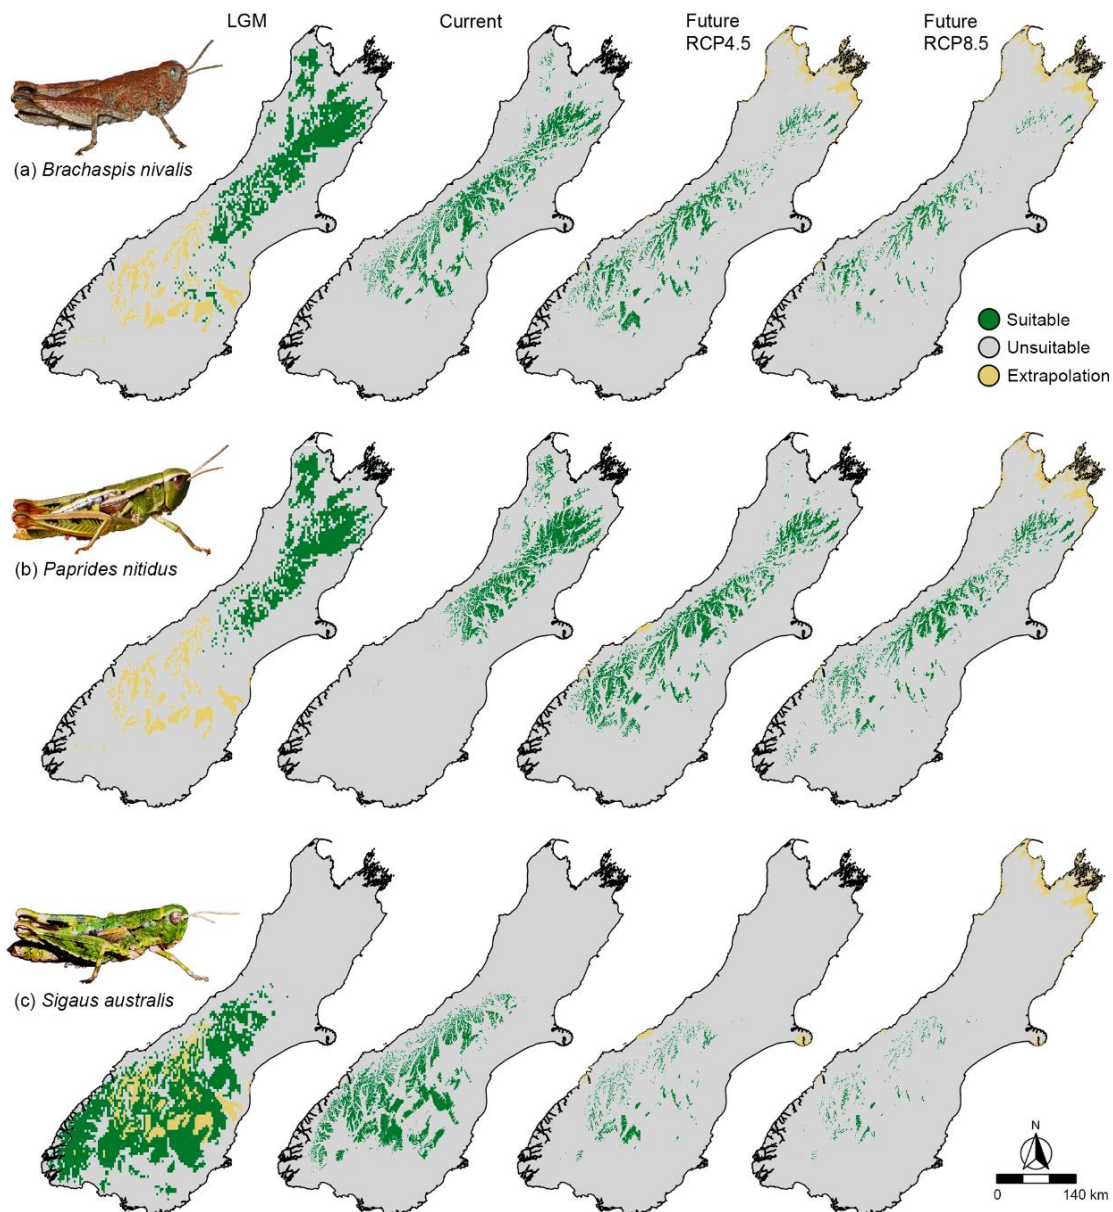 LGM
Current
Future
RCP4.5
Future
RCP8.5
(a) Brachaspis nivalis
Suitable
Unsuitable
Extrapolation
(b) Paprides nitidus
(c) Sigaus australis
N
0 140 km